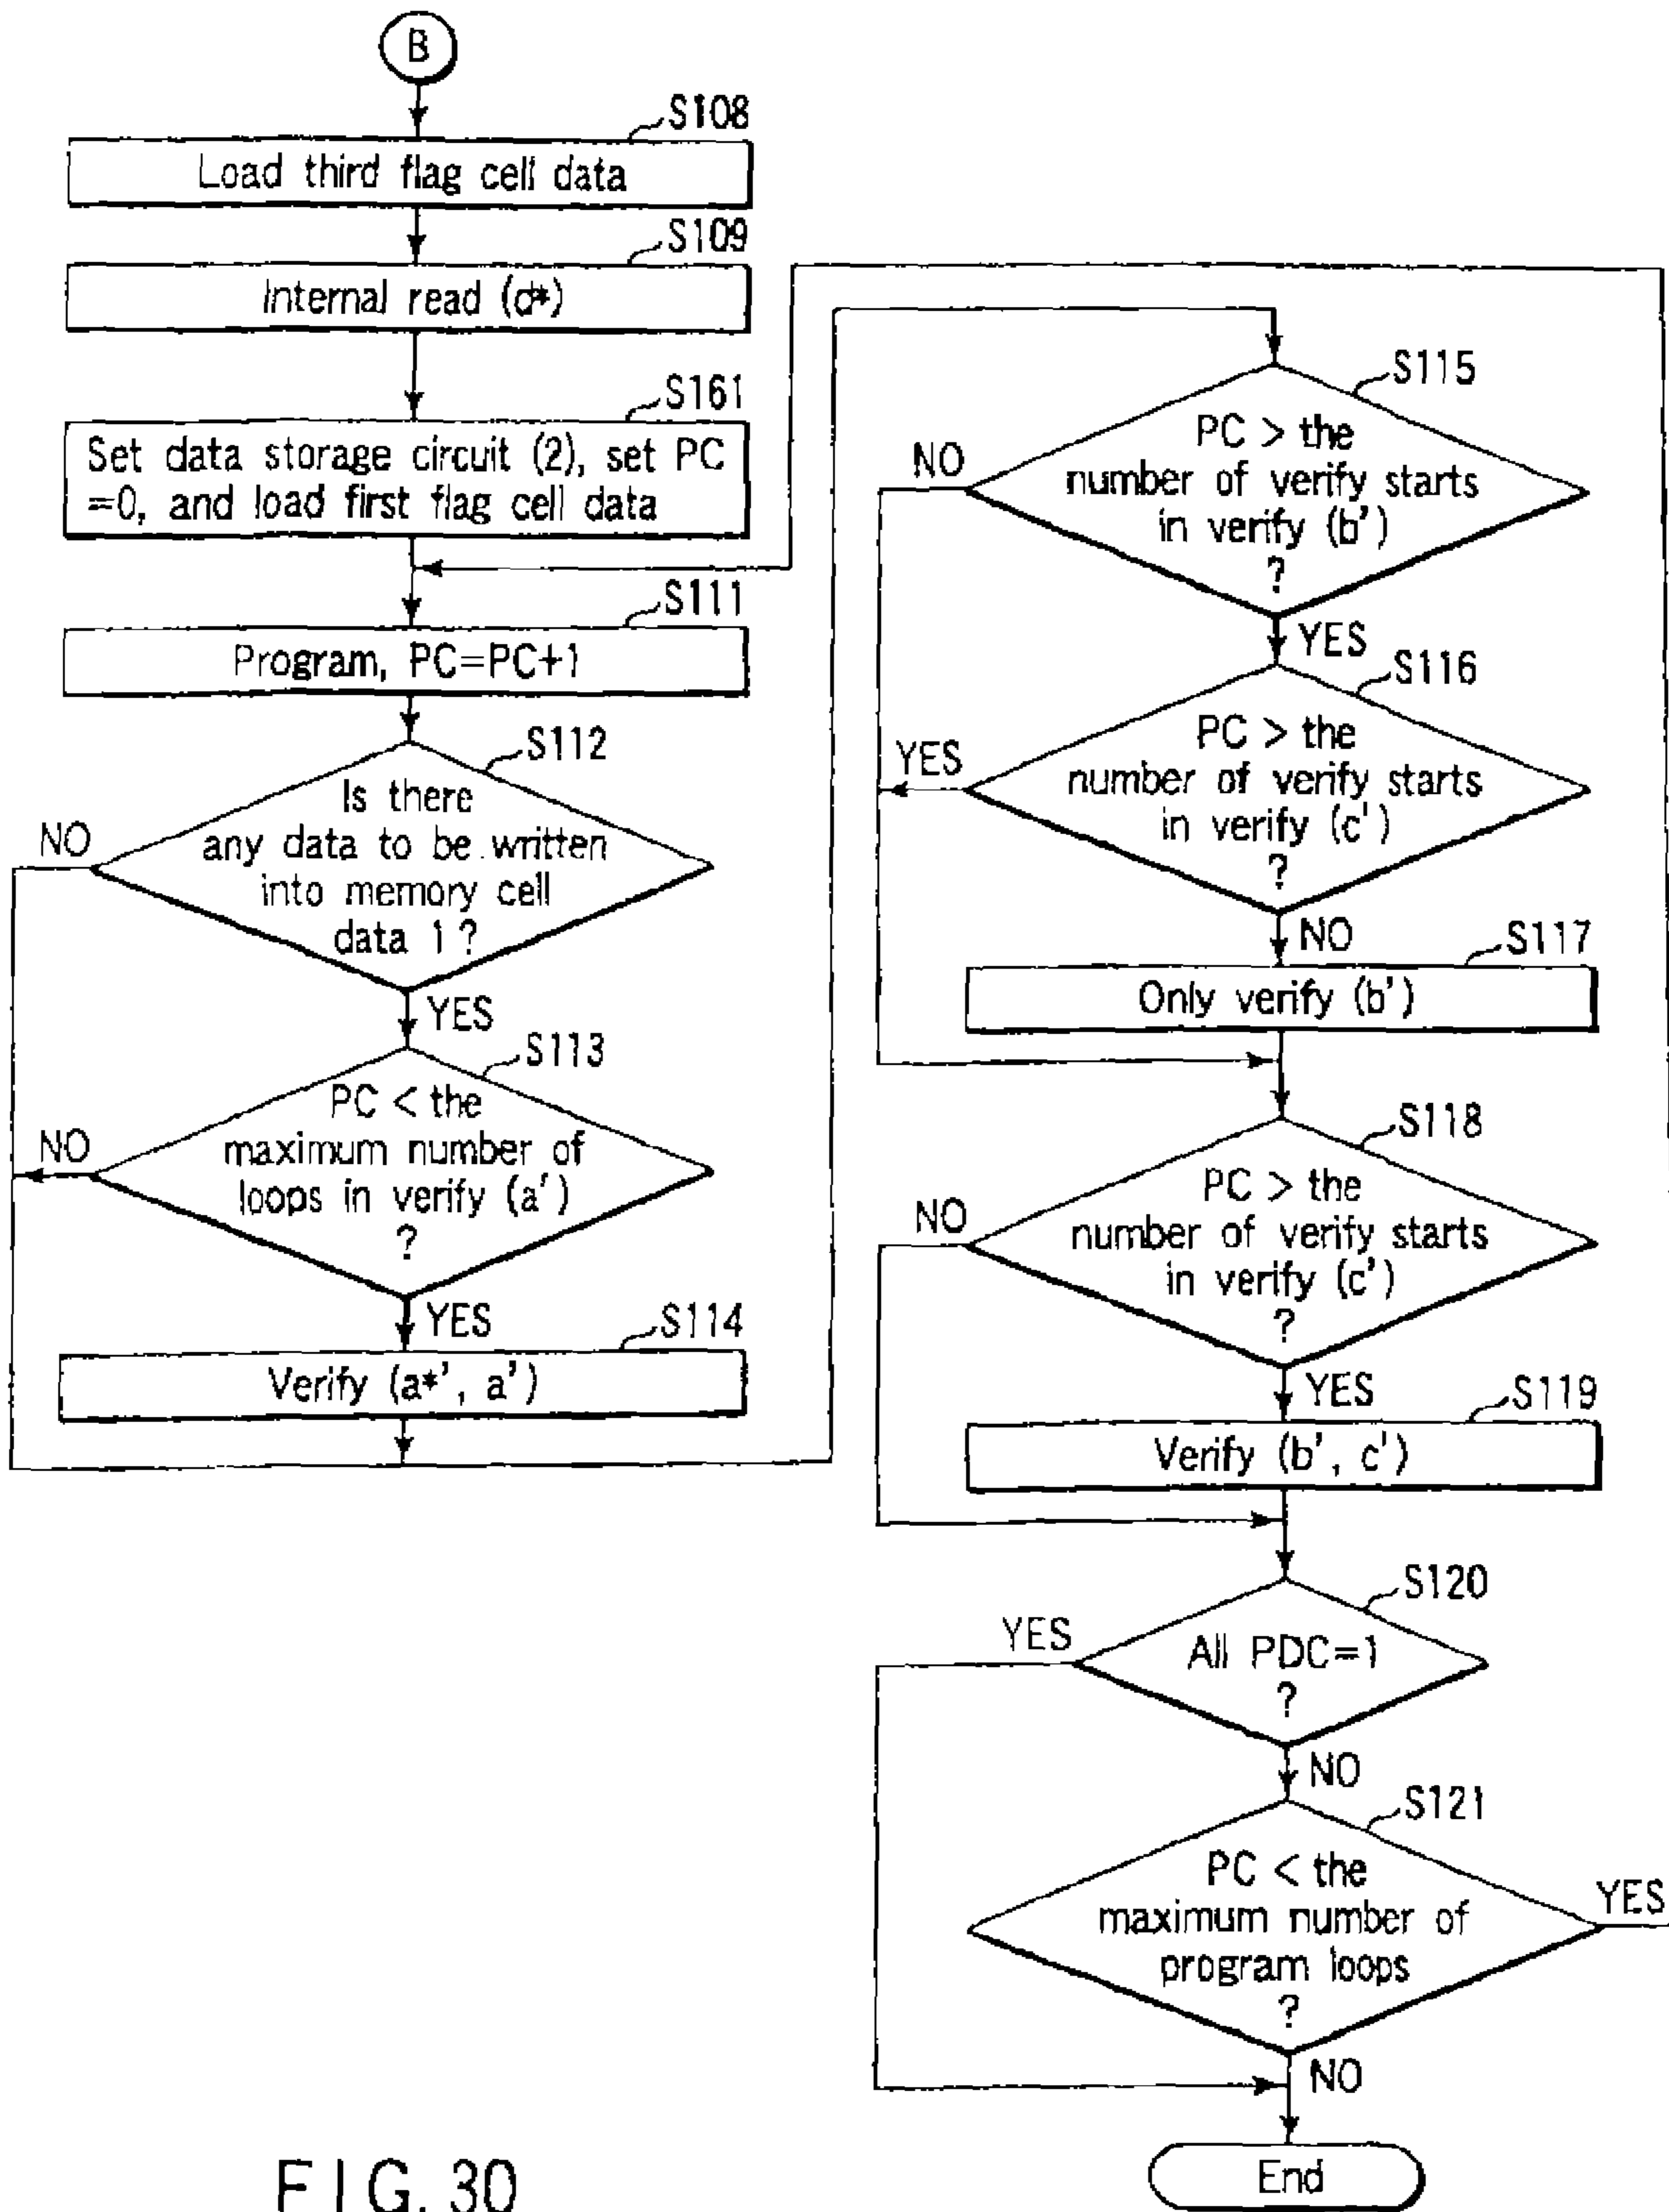 B
S108
Load third flag cell data
S109
Internal read (d*)
S161
Set data storage circuit (2), set PC
=0, and load first flag cell data
S111
Program, PC=PC+1
S112
Is there
any data to be written
into memory cell
data 1 ?
NO
YES
S113
PC < the
maximum number of
loops in verify (a')
?
NO
YES
S114
Verify (a*', a')
S115
PC > the
number of verify starts
in verify (b')
?
NO
YES
S116
PC > the
number of verify starts
in verify (c')
?
YES
NO
S117
Only verify (b')
S118
PC > the
number of verify starts
in verify (c')
?
NO
YES
S119
Verify (b', c')
S120
All PDC=1
?
YES
NO
S121
PC < the
maximum number of
program loops
?
YES
NO
End
FIG. 30